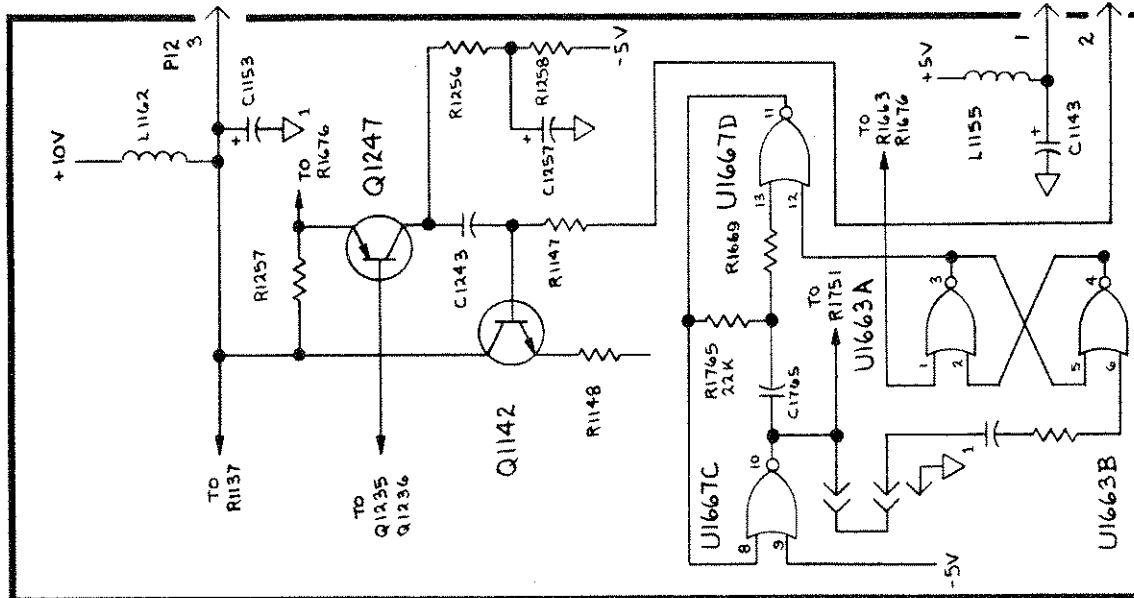 +10V
L1162
P12
3
C1153
+
1
TO
R1676
R1257
Q1247
R1256
R1258
-5V
C1257
+
C1243
R1147
Q1142
R1148
TO
R1137
TO
Q1235
Q1236
U1667D
11
13
12
R1669
R1765
22K
C1765
TO
R1751
U1667C
10
8
9
-5V
U1663A
3
1
2
TO
R1663
R1676
4
5
6
U1663B
1
+5V
L1155
C1143
+
1
2